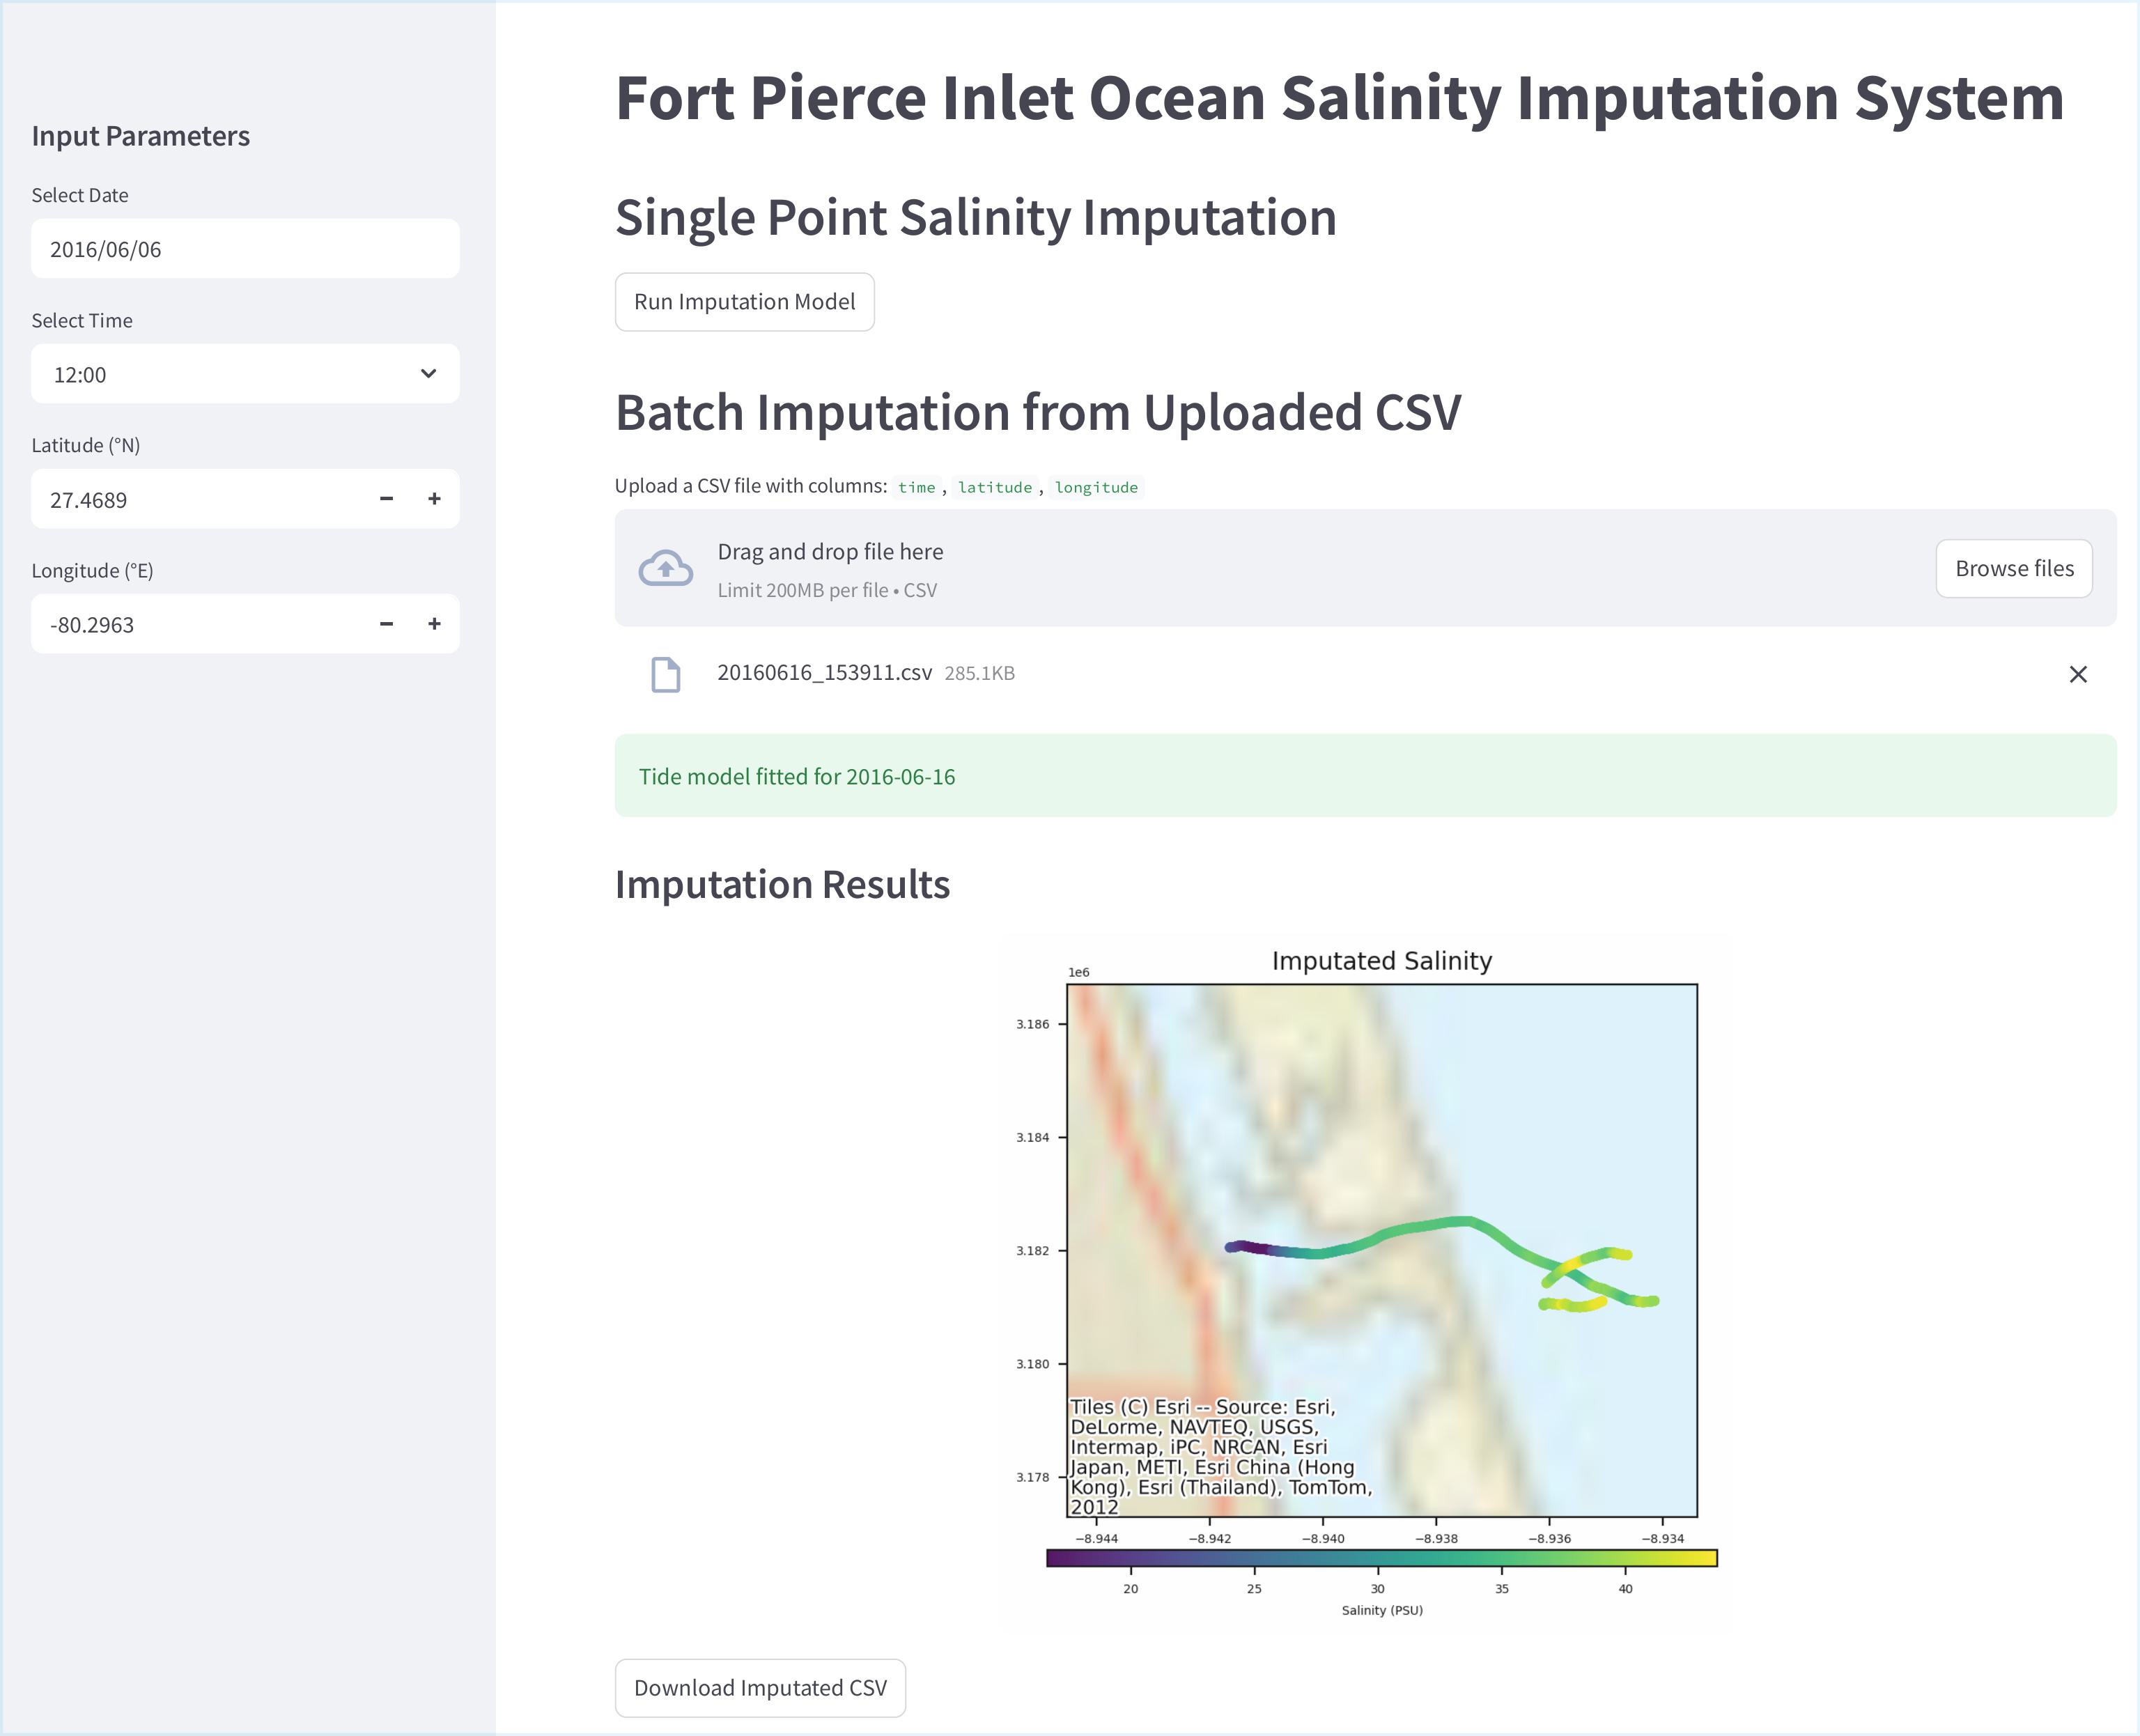 Input Parameters
Select Date
2016/06/06
Select Time
12:00
Latitude (°N)
27.4689
Longitude (°E)
-80.2963
Fort Pierce Inlet Ocean Salinity Imputation System
Single Point Salinity Imputation
Run Imputation Model
Batch Imputation from Uploaded CSV
Upload a CSV file with columns: time , latitude , longitude
Drag and drop file here
Limit 200MB per file • CSV
Browse files
20160616_153911.csv 285.1KB
Tide model fitted for 2016-06-16
Imputation Results
Imputated Salinity
1e6
3.186
3.184
3.182
3.180
3.178
Tiles (C) Esri -- Source: Esri,
DeLorme, NAVTEQ, USGS,
Intermap, iPC, NRCAN, Esri
Japan, METI, Esri China (Hong
Kong), Esri (Thailand), TomTom,
2012
−8.944 −8.942 −8.940 −8.938 −8.936 −8.934
20 25 30 35 40
Salinity (PSU)
Download Imputated CSV